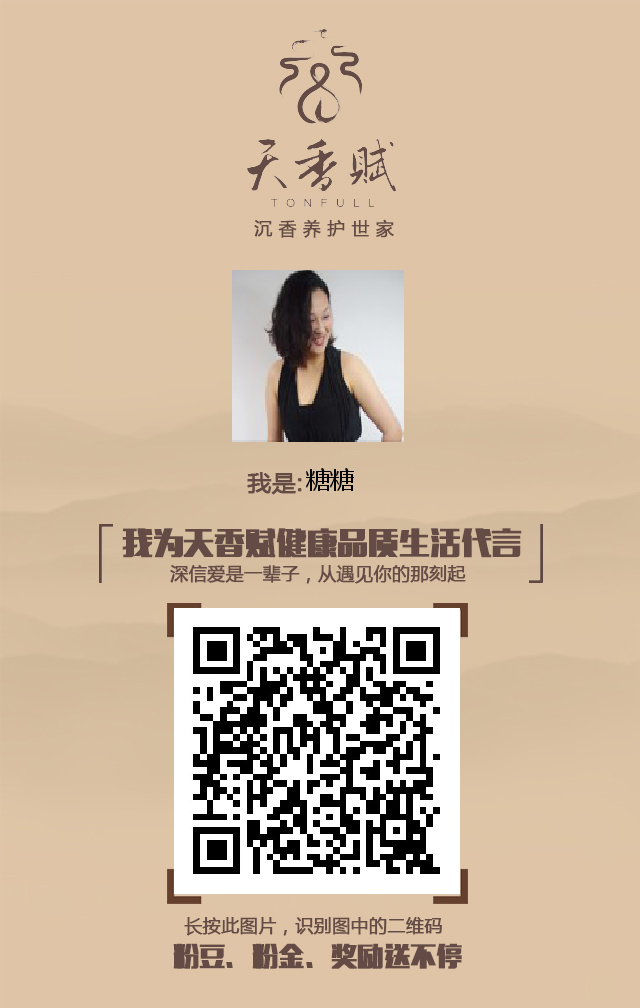 天香赋
TONFULL
沉香养护世家
我是:糖糖
我为天香赋健康品质生活代言
深信爱是一辈子，从遇见你的那刻起
长按此图片，识别图中的二维码
粉豆、粉金、奖励送不停